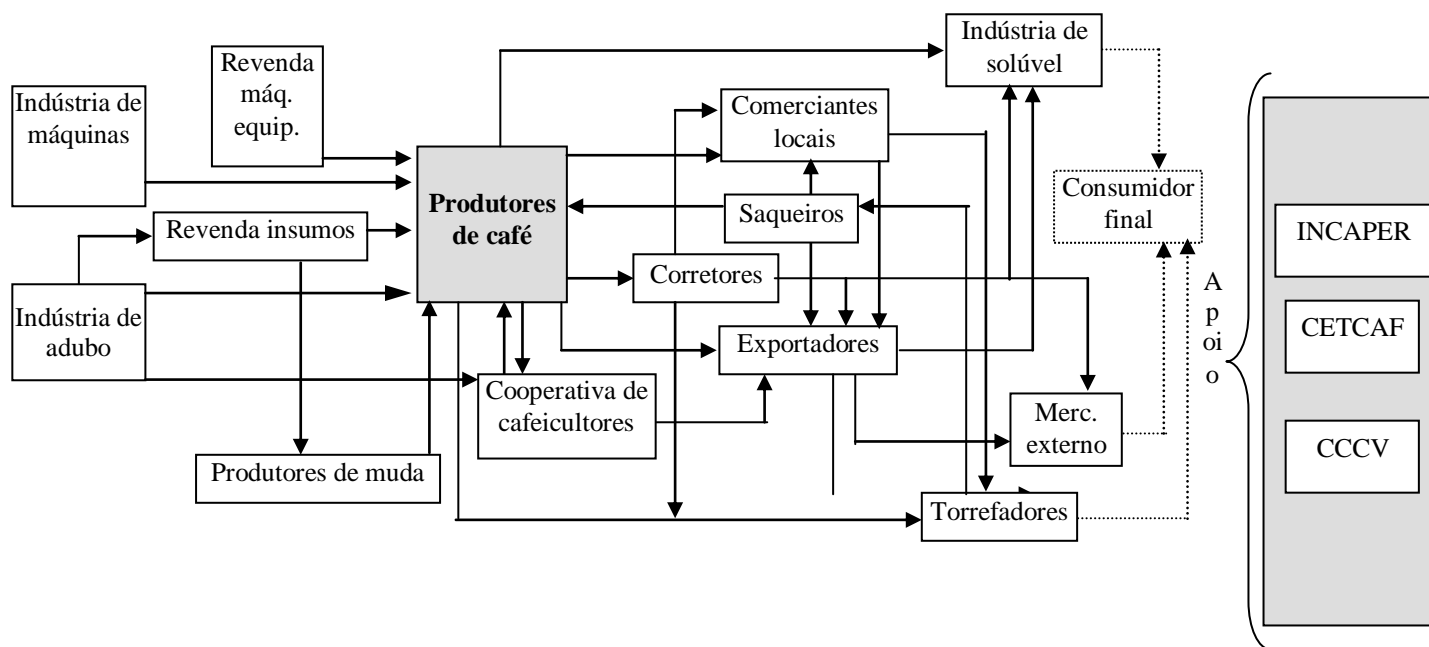 Indústria de
máquinas
Revenda
máq.
equip.
Indústria de
solúvel
Comerciantes
locais
Produtores
de café
Saqueiros
Consumidor
final
Revenda insumos
Corretores
Indústria de
adubo
Exportadores
Cooperativa de
cafeicultores
Merc.
externo
Produtores de muda
Torrefadores
A
p
oi
o
INCAPER
CETCAF
CCCV